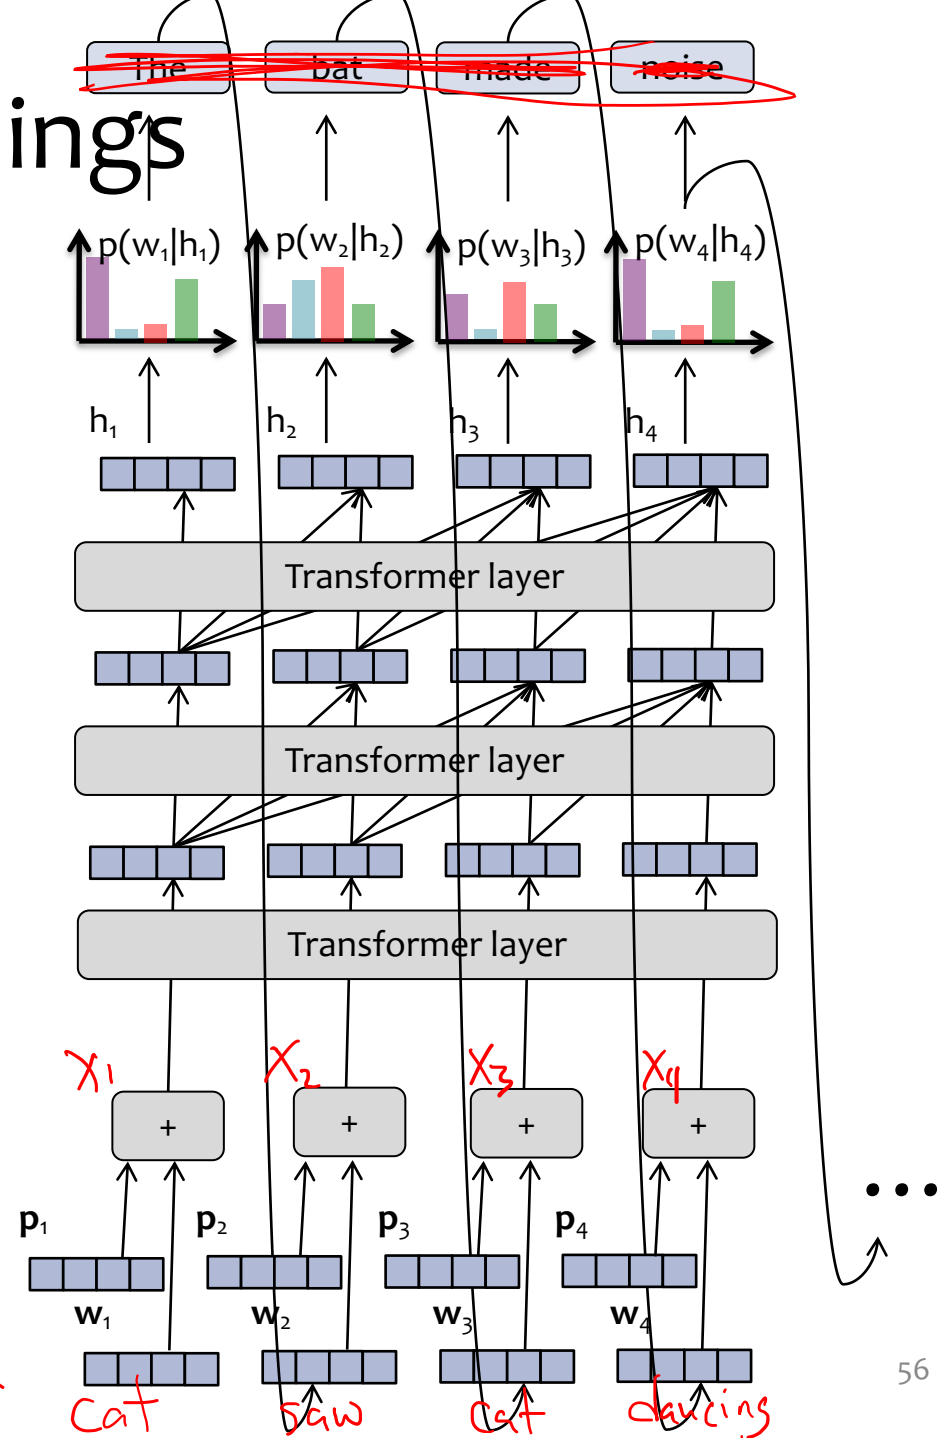 The bat made noise
ings
p(w₁|h₁) p(w₂|h₂) p(w₃|h₃) p(w₄|h₄)
h₁ h₂ h₃ h₄
Transformer layer
Transformer layer
Transformer layer
X₁ X₂ X₃ X₄
+ + + +
...
p₁ p₂ p₃ p₄
w₁ w₂ w₃ w₄
56
cat saw cat dancing